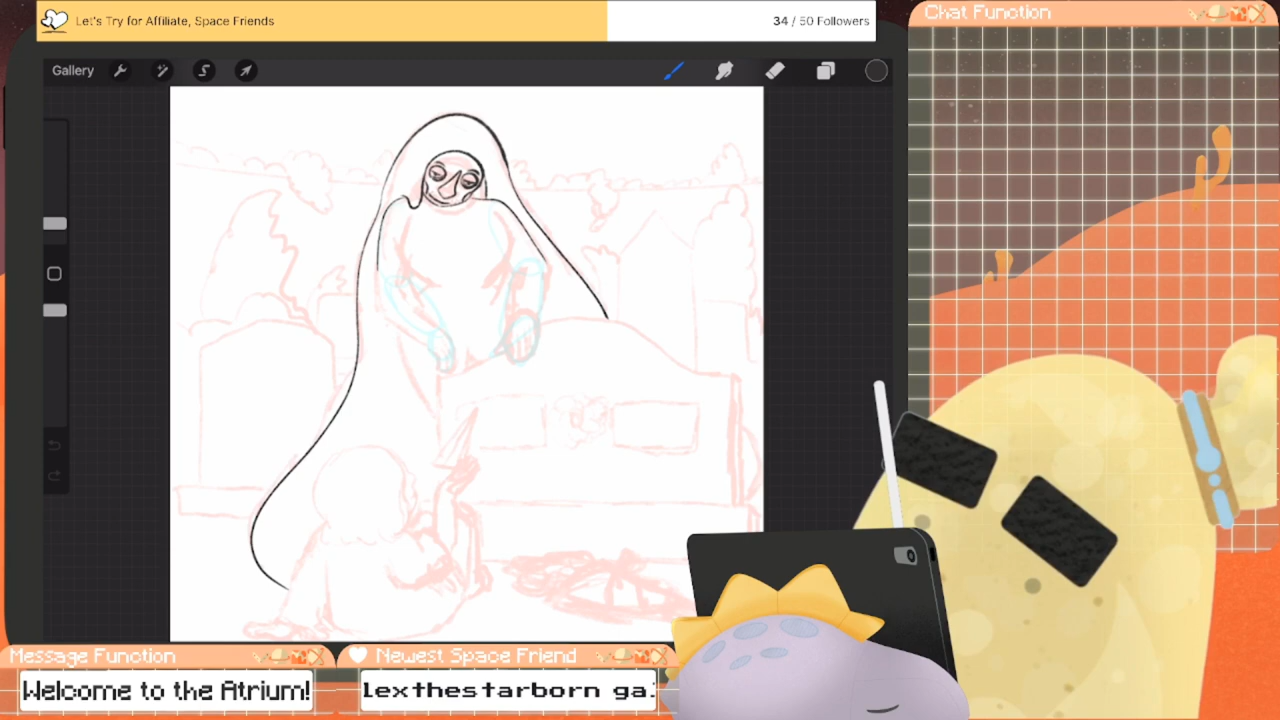 Let's Try for Affiliate, Space Friends
34 / 50 Followers
Chat Function
Gallery
Message Function
Newest Space Friend
Welcome to the Atrium!
lexthestarborn ga